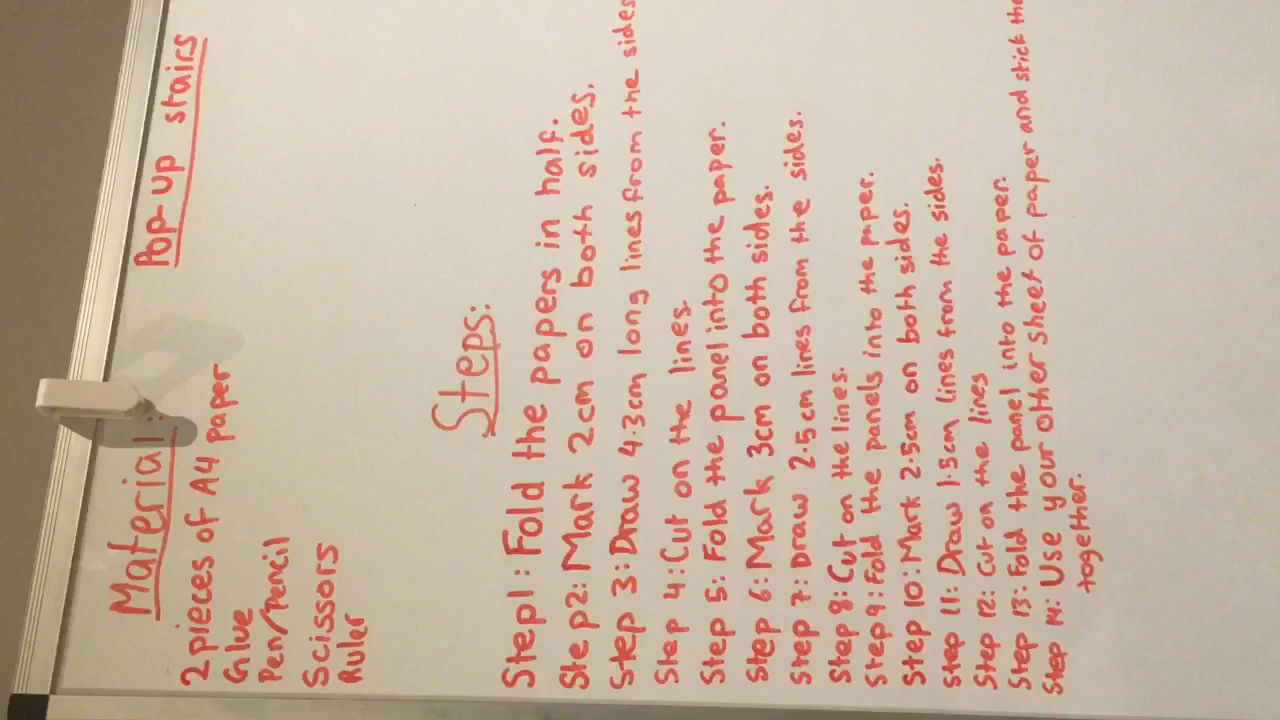 Pop-up stairs
Material:
2 pieces of A4 paper
Glue
Pen/Pencil
Scissors
Ruler
Steps:
Step 1: Fold the papers in half.
Step 2: Mark 2cm on both sides.
Step 3: Draw 4.3cm long lines from the sides
Step 4: Cut on the lines.
Step 5: Fold the panel into the paper.
Step 6: Mark 3cm on both sides.
Step 7: Draw 2.5cm lines from the sides.
Step 8: Cut on the lines.
Step 9: Fold the panels into the paper.
Step 10: Mark 2.5cm on both sides.
Step 11: Draw 1.5cm lines from the sides.
Step 12: Cut on the lines
Step 13: Fold the panel into the paper.
Step 14: Use your other sheet of paper and stick the
together.